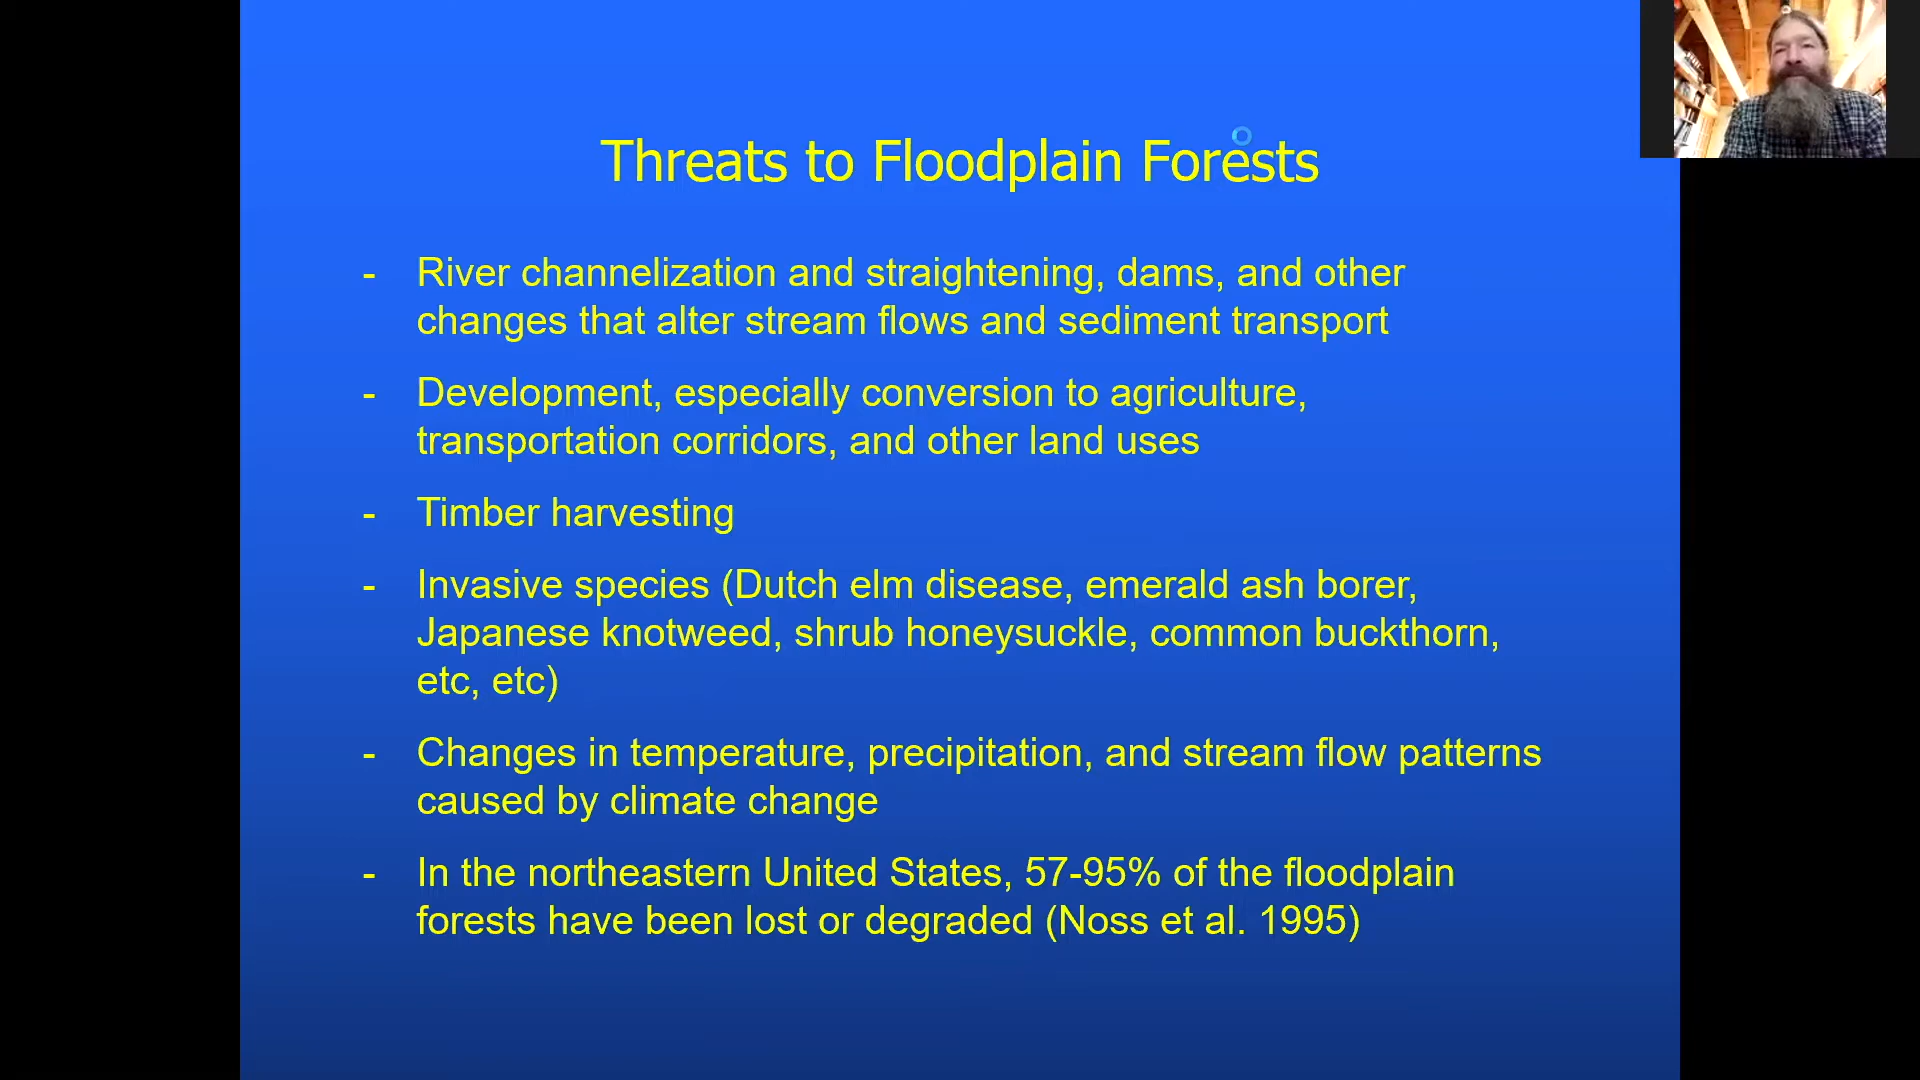 Threats to Floodplain Forests
- River channelization and straightening, dams, and other
changes that alter stream flows and sediment transport
- Development, especially conversion to agriculture,
transportation corridors, and other land uses
- Timber harvesting
- Invasive species (Dutch elm disease, emerald ash borer,
Japanese knotweed, shrub honeysuckle, common buckthorn,
etc, etc)
- Changes in temperature, precipitation, and stream flow patterns
caused by climate change
- In the northeastern United States, 57-95% of the floodplain
forests have been lost or degraded (Noss et al. 1995)